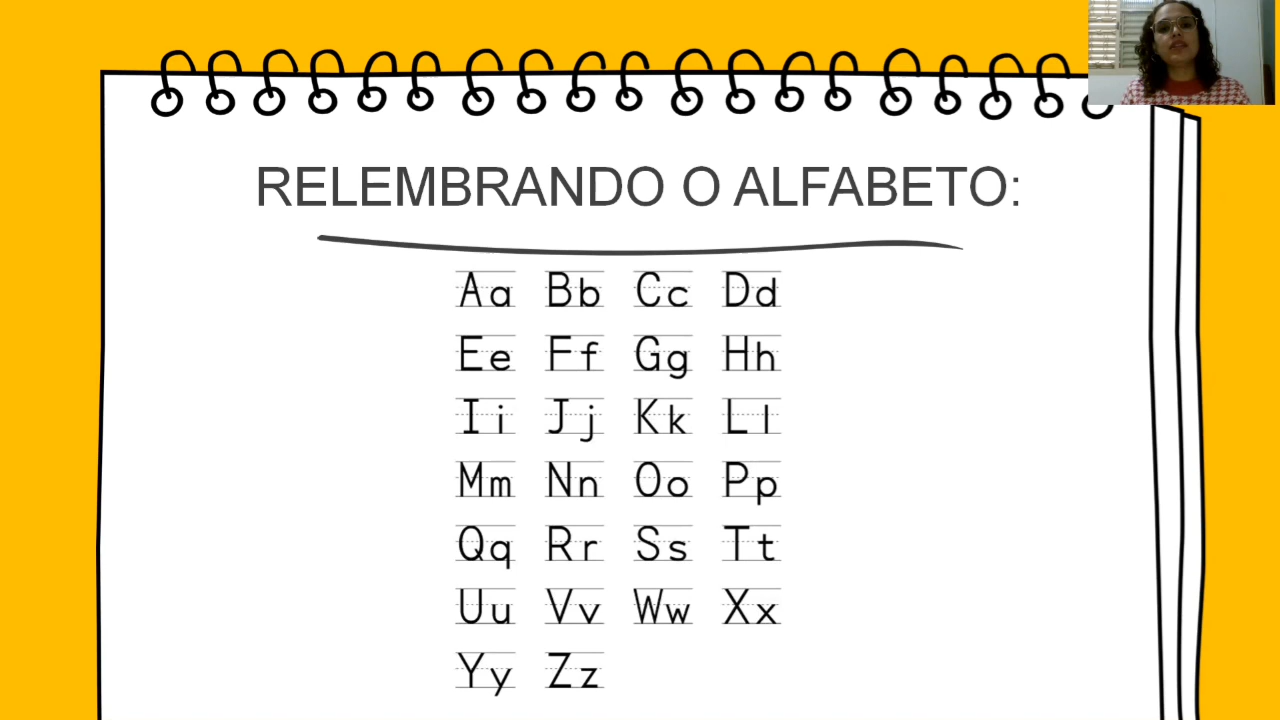 RELEMBRANDO O ALFABETO:
Aa Bb Cc Dd
Ee Ff Gg Hh
Ii Jj Kk Ll
Mm Nn Oo Pp
Qq Rr Ss Tt
Uu Vv Ww Xx
Yy Zz